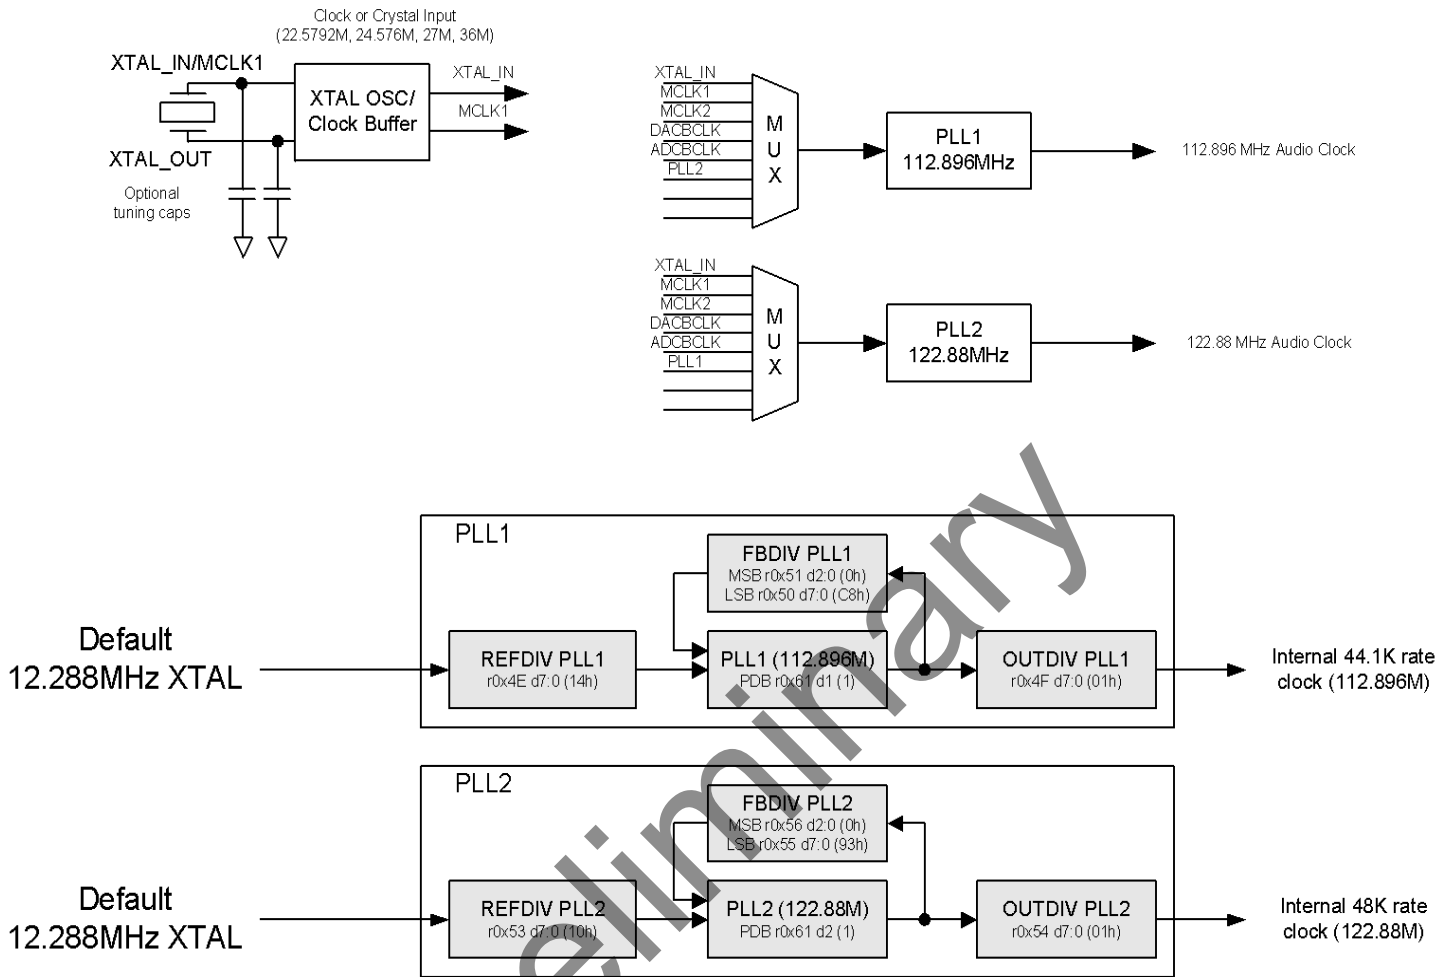 Clock or Crystal Input
(22.5792M, 24.576M, 27M, 36M)
XTAL_IN/MCLK1
XTAL_OUT
Optional
tuning caps
XTAL OSC/
Clock Buffer
XTAL_IN
MCLK1
XTAL_IN
MCLK1
MCLK2
DACBCLK
ADCBCLK
PLL2
M
U
X
PLL1
112.896MHz
112.896 MHz Audio Clock
XTAL_IN
MCLK1
MCLK2
DACBCLK
ADCBCLK
PLL1
M
U
X
PLL2
122.88MHz
122.88 MHz Audio Clock
PLL1
FBDIV PLL1
MSB r0x51 d2:0 (0h)
LSB r0x50 d7:0 (C8h)
Default
12.288MHz XTAL
REFDIV PLL1
r0x4E d7:0 (14h)
PLL1 (112.896M)
PDB r0x61 d1 (1)
OUTDIV PLL1
r0x4F d7:0 (01h)
Internal 44.1K rate
clock (112.896M)
PLL2
FBDIV PLL2
MSB r0x56 d2:0 (0h)
LSB r0x55 d7:0 (93h)
Default
12.288MHz XTAL
REFDIV PLL2
r0x53 d7:0 (10h)
PLL2 (122.88M)
PDB r0x61 d2 (1)
OUTDIV PLL2
r0x54 d7:0 (01h)
Internal 48K rate
clock (122.88M)
eliminary